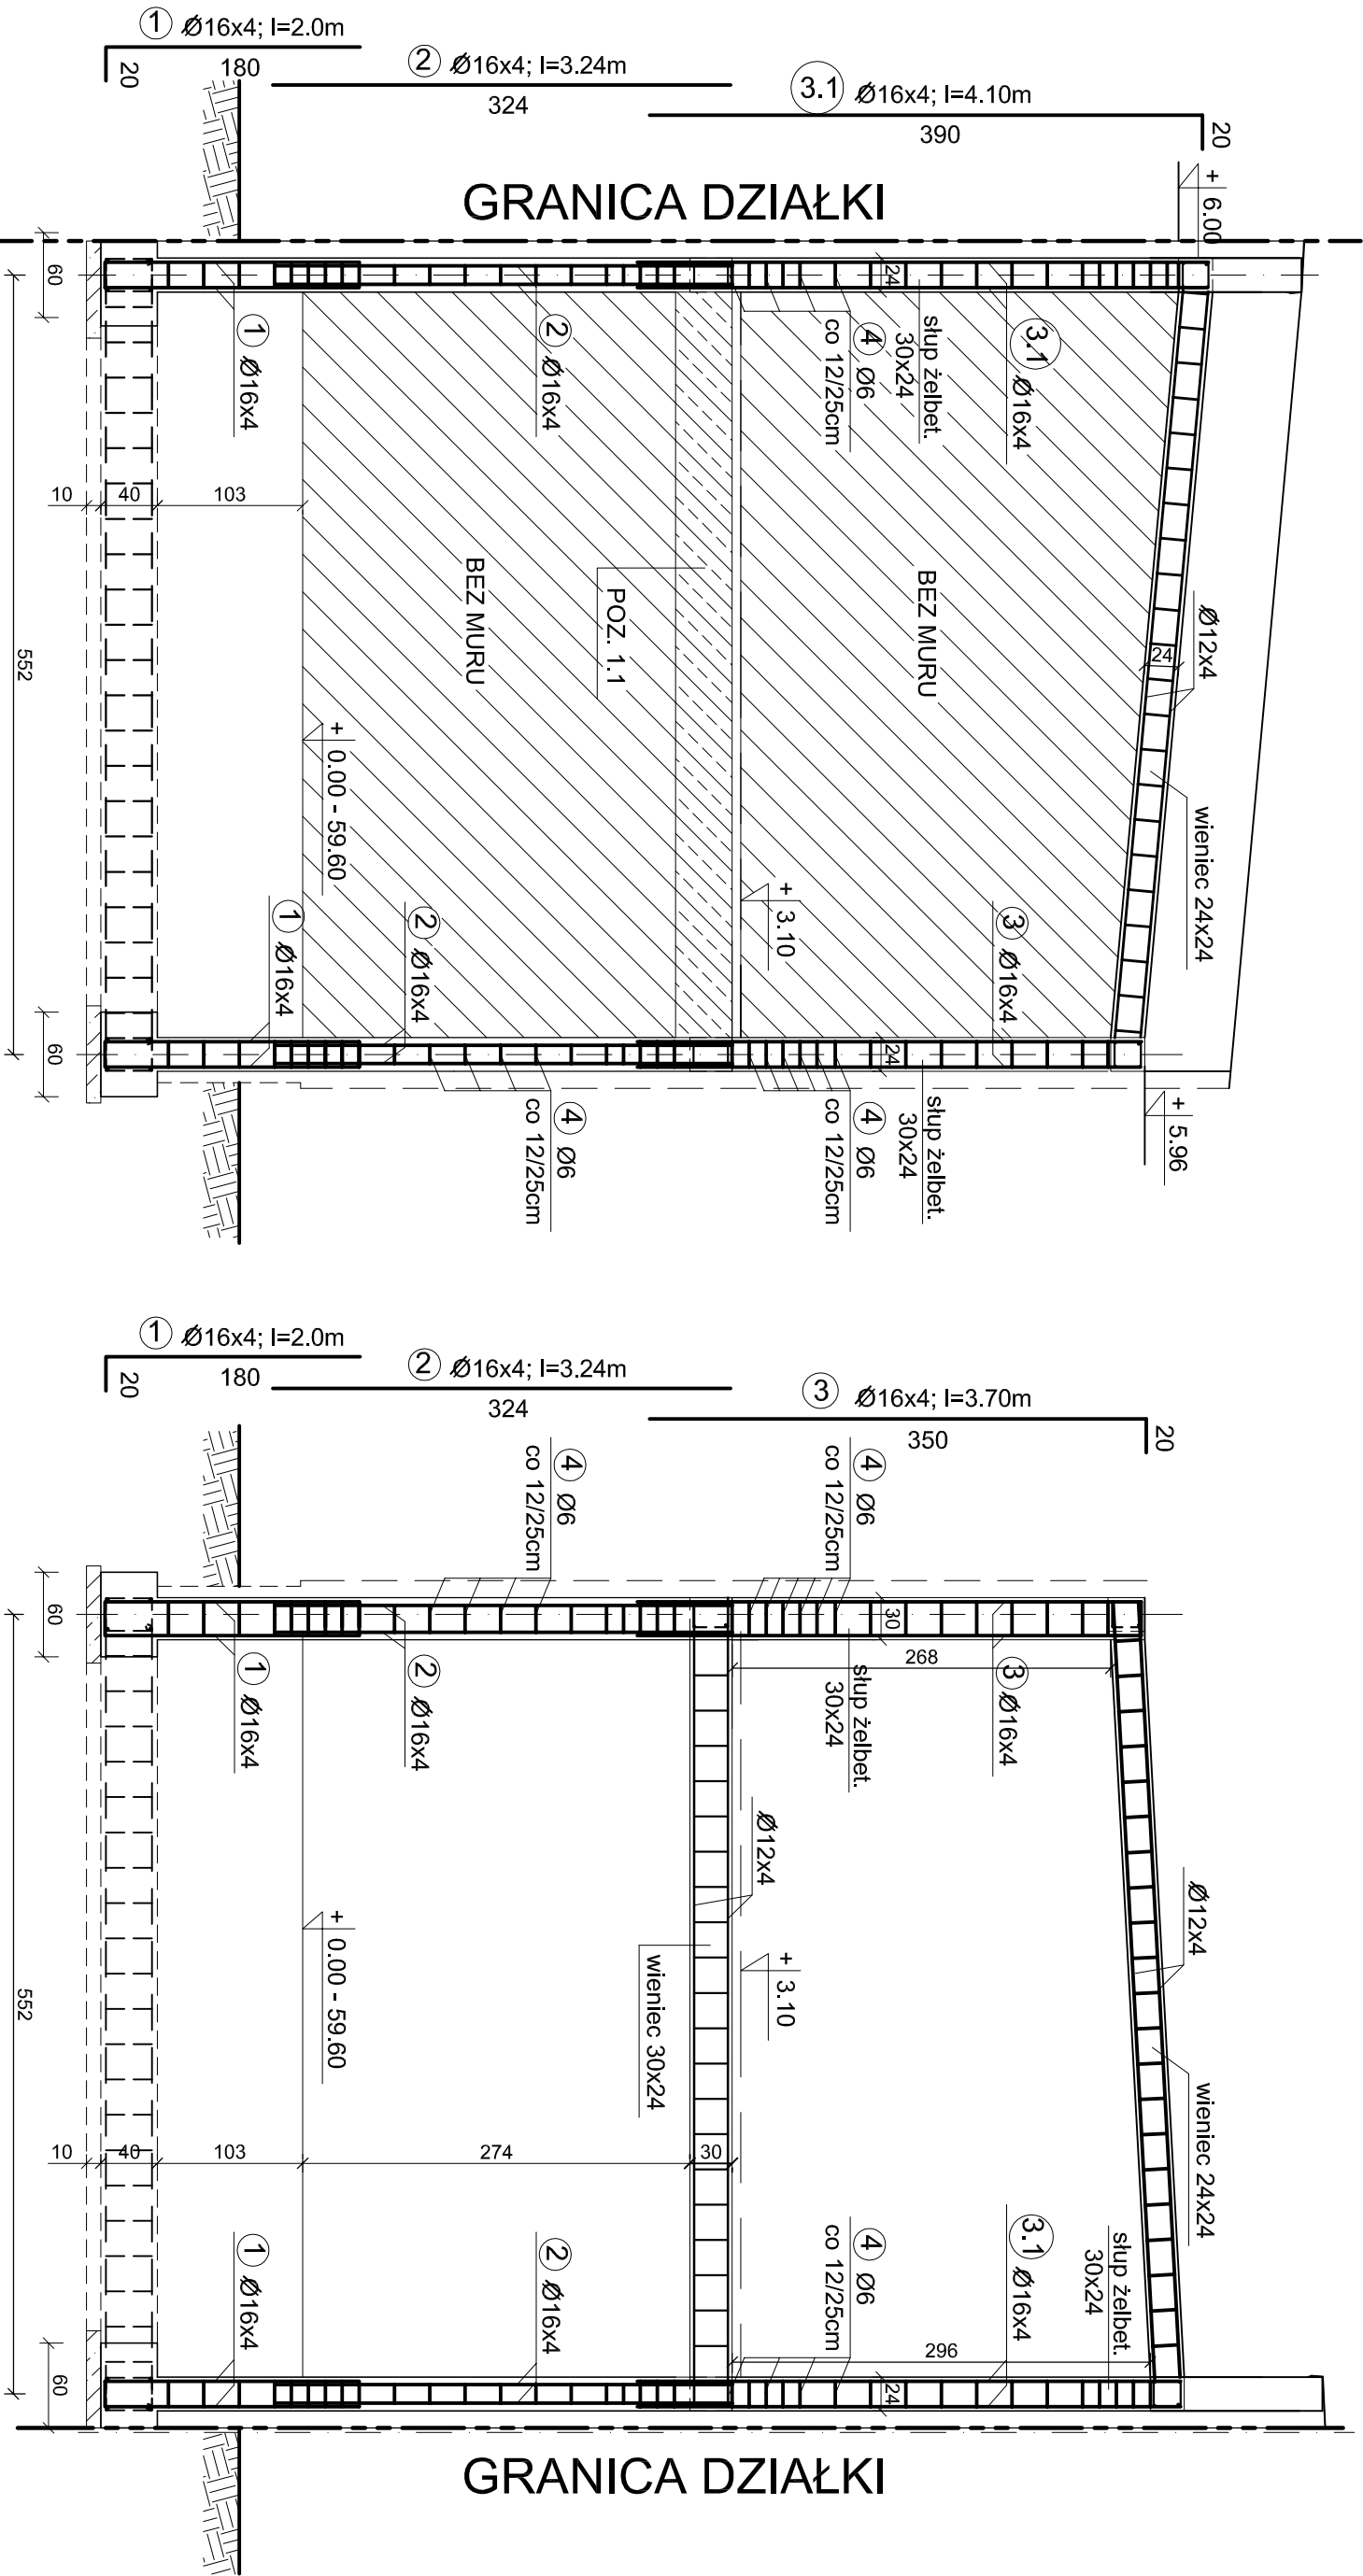 ① Ø16x4; l=2.0m
20
180
② Ø16x4; l=3.24m
324
3.1 Ø16x4; l=4.10m
390
20
GRANICA DZIAŁKI
+ 6.00
60
24
① Ø16x4
② Ø16x4
④ Ø6
co 12/25cm
słup żelbet.
30x24
3.1 Ø16x4
10
40
103
BEZ MURU
POZ. 1.1
BEZ MURU
Ø12x4
24
wieniec 24x24
552
+ 0.00 - 59.60
+ 3.10
① Ø16x4
② Ø16x4
③ Ø16x4
60
24
④ Ø6
co 12/25cm
④ Ø6
co 12/25cm
słup żelbet.
30x24
+ 5.96
① Ø16x4; l=2.0m
20
180
② Ø16x4; l=3.24m
324
③ Ø16x4; l=3.70m
350
20
④ Ø6
co 12/25cm
④ Ø6
co 12/25cm
60
30
268
① Ø16x4
② Ø16x4
słup żelbet.
30x24
③ Ø16x4
Ø12x4
Ø12x4
+ 0.00 - 59.60
wieniec 30x24
+ 3.10
wieniec 24x24
552
10
40
103
274
30
① Ø16x4
② Ø16x4
④ Ø6
co 12/25cm
3.1 Ø16x4
słup żelbet.
30x24
296
60
24
GRANICA DZIAŁKI